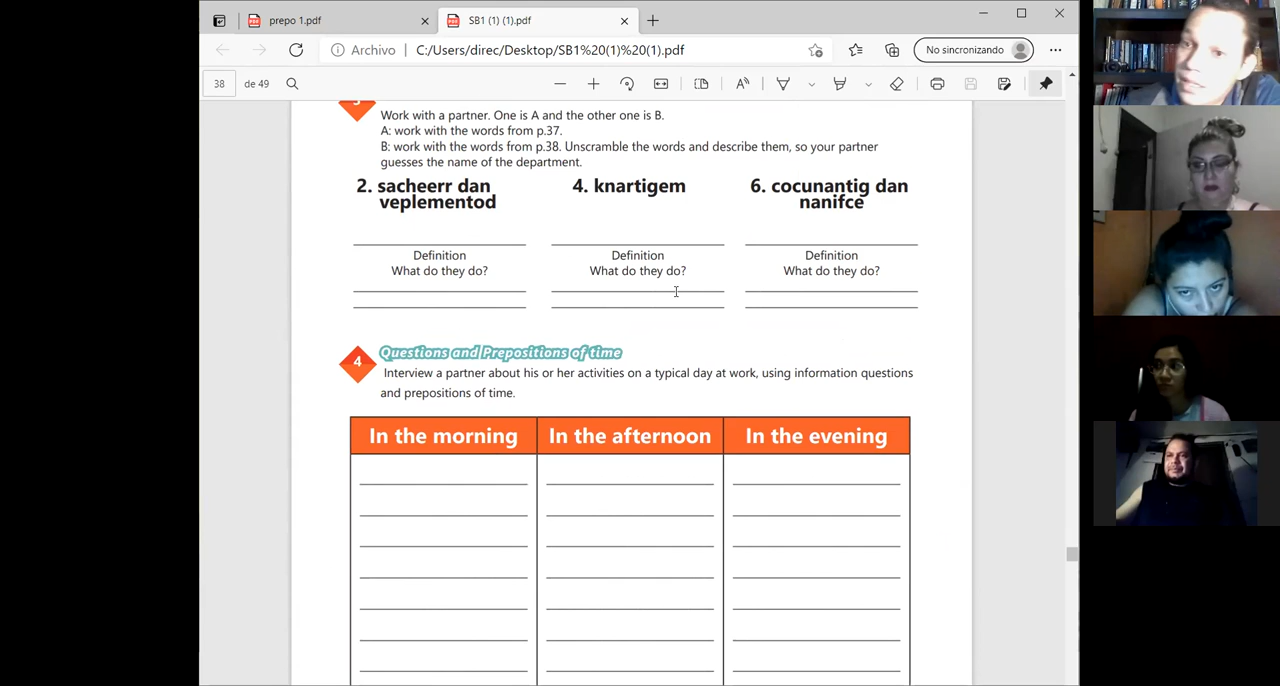 prepo 1.pdf
SB1 (1) (1).pdf
Archivo
C:/Users/direc/Desktop/SB1%20(1)%20(1).pdf
No sincronizando
38
de 49
Work with a partner. One is A and the other one is B.
A: work with the words from p.37.
B: work with the words from p.38. Unscramble the words and describe them, so your partner
guesses the name of the department.
2. sacheerr dan
veplementod
4. knartigem
6. cocunantig dan
nanifce
Definition
What do they do?
Definition
What do they do?
Definition
What do they do?
4
Questions and Prepositions of time
Interview a partner about his or her activities on a typical day at work, using information questions
and prepositions of time.
In the morning
In the afternoon
In the evening